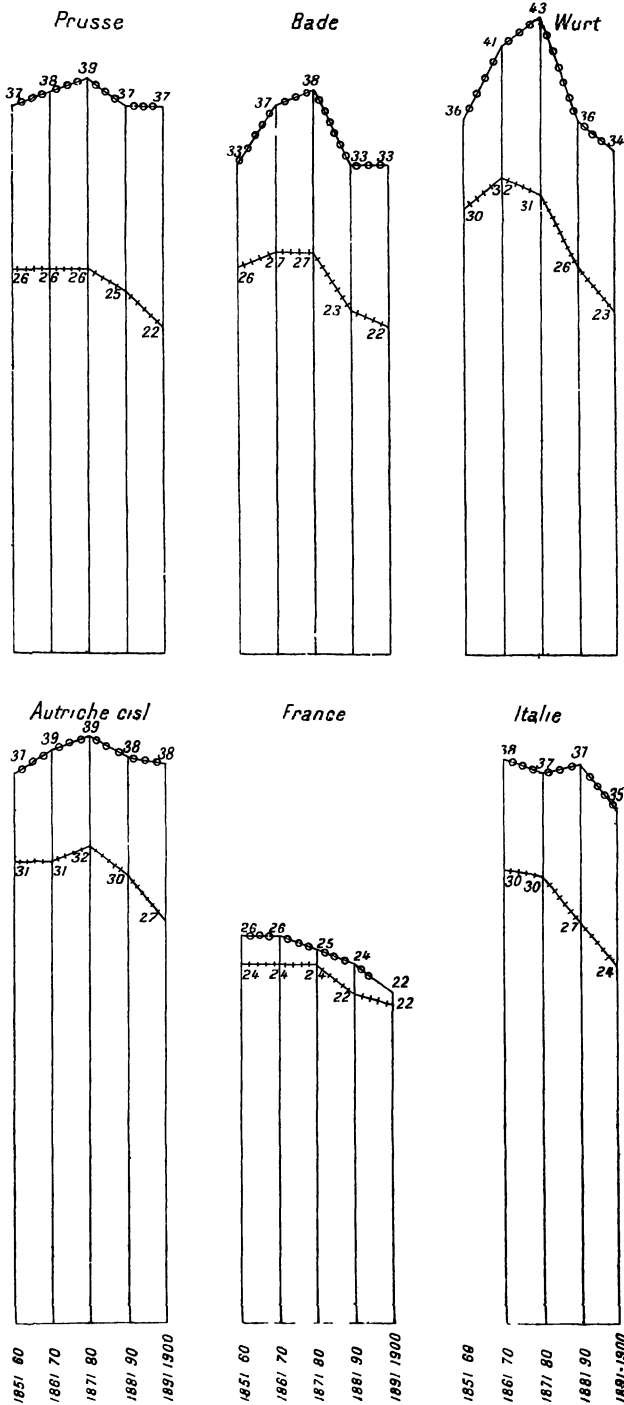 Prusse
37 38 39 37 37
26 26 26 25 22
Bade
33 37 38 33 33
26 27 27 23 22
Wurt
36 41 43 36 34
30 32 31 26 23
Autriche cisl
37 39 39 38 38
31 31 32 30 27
France
26 26 25 24 22
24 24 24 22 22
Italie
38 37 37 35
30 30 27 24
1851 60
1861 70
1871 80
1881 90
1891 1900
1851 60
1861 70
1871 80
1881 90
1891 1900
1851 60
1861 70
1871 80
1881 90
1891-1900